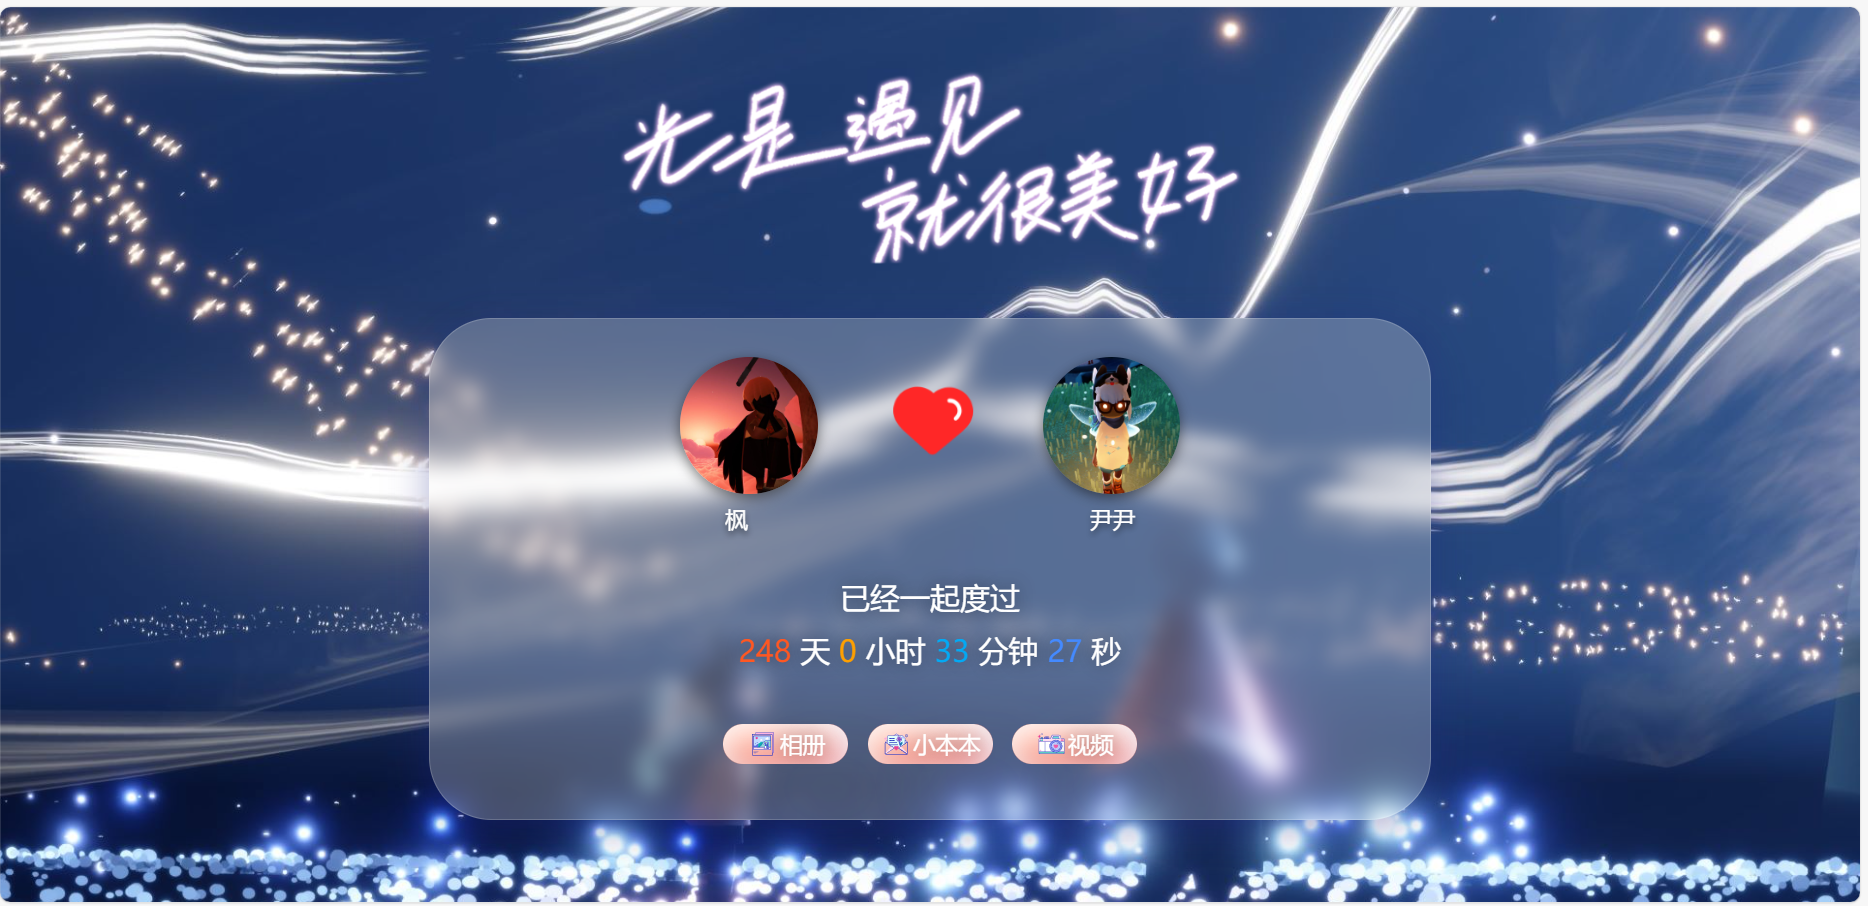 光是遇见
就很美好
枫
尹尹
已经一起度过
248 天 0 小时 33 分钟 27 秒
相册
小本本
视频